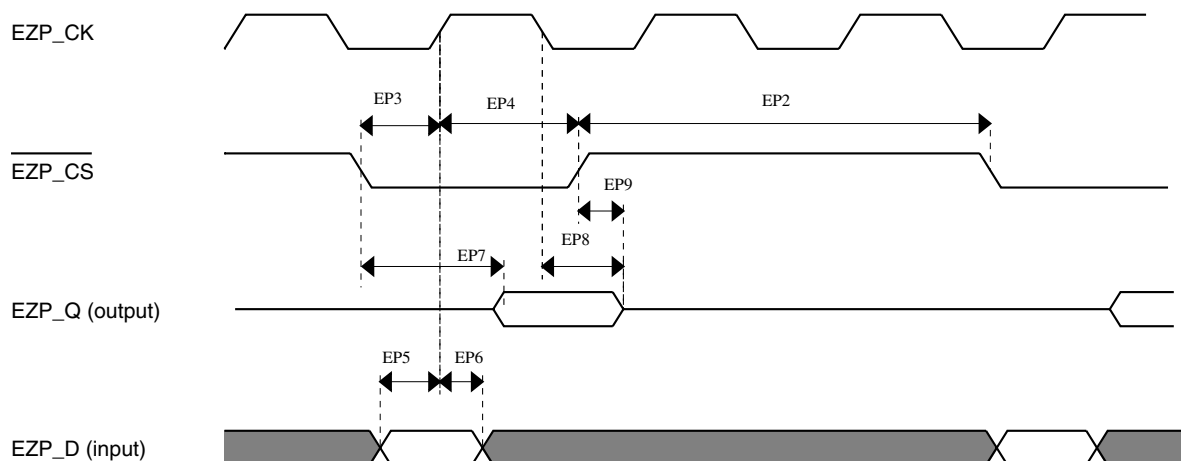 EZP_CK
EP3
EP4
EP2
EZP_CS
EP9
EP8
EP7
EZP_Q (output)
EP5
EP6
EZP_D (input)